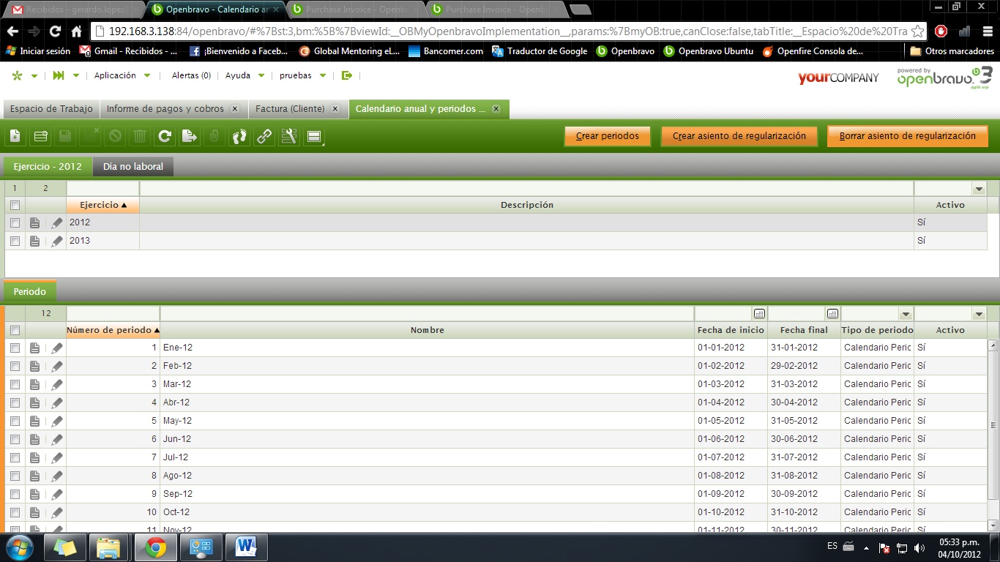 Recibidos - gerardo.lopez
Openbravo - Calendario an
Purchase Invoice - Openb
Purchase Invoice - Openb
192.168.3.138:84/openbravo/#%7Bst:3,bm:%5B%7BviewId:__OBMyOpenbravoImplementation__,params:%7BmyOB:true,canClose:false,tabTitle:__Espacio%20de%20Tra
Iniciar sesión Gmail - Recibidos - ... ¡Bienvenido a Faceb... Global Mentoring eL... Bancomer.com Traductor de Google Openbravo Openbravo Ubuntu Openfire Consola de... Otros marcadores
Aplicación Alertas (0) Ayuda pruebas
yourCOMPANY
powered by
openbravo 3
agile erp
Espacio de Trabajo Informe de pagos y cobros Factura (Cliente) Calendario anual y periodos ...
Crear periodos Crear asiento de regularización Borrar asiento de regularización
Ejercicio - 2012 Día no laboral
1 2
Ejercicio Descripción Activo
2012 Sí
2013 Sí
Periodo
12
Número de periodo Nombre Fecha de inicio Fecha final Tipo de periodo Activo
1 Ene-12 01-01-2012 31-01-2012 Calendario Peric Sí
2 Feb-12 01-02-2012 29-02-2012 Calendario Peric Sí
3 Mar-12 01-03-2012 31-03-2012 Calendario Peric Sí
4 Abr-12 01-04-2012 30-04-2012 Calendario Peric Sí
5 May-12 01-05-2012 31-05-2012 Calendario Peric Sí
6 Jun-12 01-06-2012 30-06-2012 Calendario Peric Sí
7 Jul-12 01-07-2012 31-07-2012 Calendario Peric Sí
8 Ago-12 01-08-2012 31-08-2012 Calendario Peric Sí
9 Sep-12 01-09-2012 30-09-2012 Calendario Peric Sí
10 Oct-12 01-10-2012 31-10-2012 Calendario Peric Sí
11 Nov-12 01-11-2012 30-11-2012 Calendario Peric Sí
ES 05:33 p.m.
04/10/2012